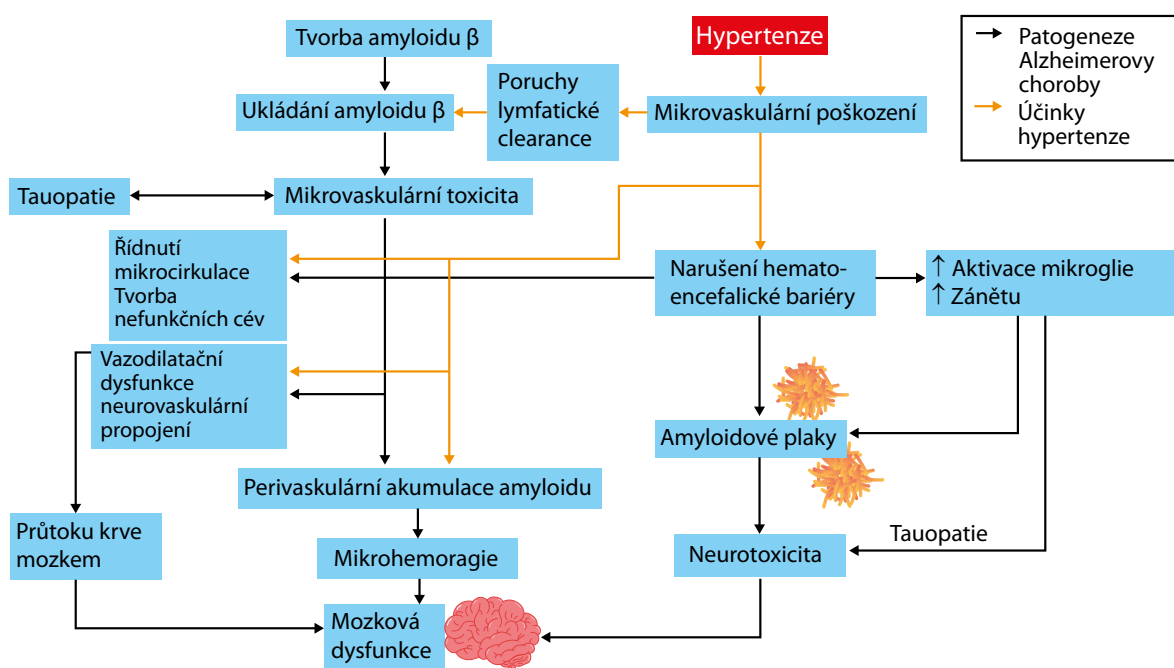 Tvorba amyloidu β
Hypertenze
Patogeneze
Alzheimerovy
choroby
Účinky
hypertenze
Ukládání amyloidu β
Poruchy
lymfatické
clearance
Mikrovaskulární poškození
Tauopatie
Mikrovaskulární toxicita
Řídnutí
mikrocirkulace
Tvorba
nefunkčních cév
Narušení hemato-
encefalické bariéry
↑ Aktivace mikroglie
↑ Zánětu
Vazodilatační
dysfunkce
neurovaskulární
propojení
Amyloidové plaky
Perivaskulární akumulace amyloidu
Průtoku krve
mozkem
Mikrohemoragie
Neurotoxicita
Tauopatie
Mozková
dysfunkce